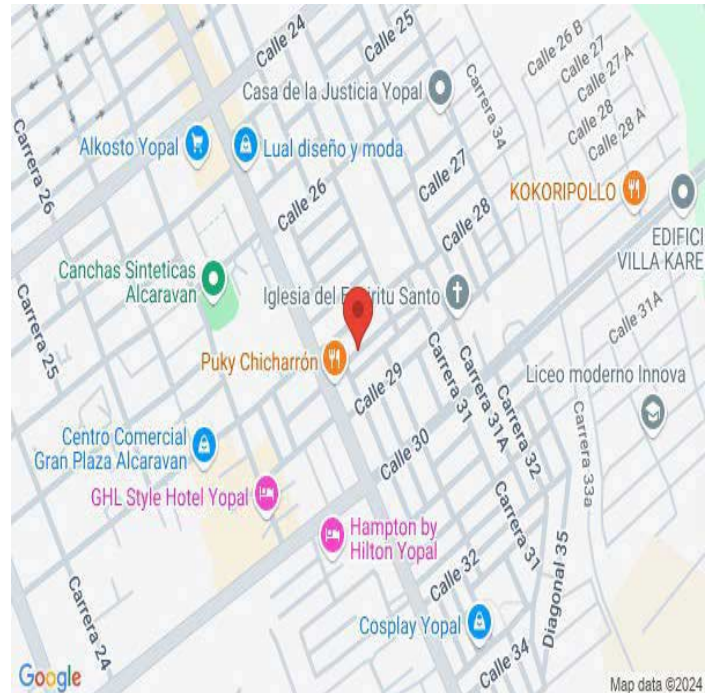 Calle 24
Calle 25
Calle 26 B
Calle 27
Calle 27 A
Casa de la Justicia Yopal
Carrera 34
Calle 28
Calle 28 A
Carrera 26
Alkosto Yopal
Lual diseño y moda
Calle 27
Calle 26
Calle 28
KOKORIPOLLO
EDIFICI
VILLA KARE
Canchas Sinteticas
Alcaravan
Iglesia del Espíritu Santo
Calle 31A
Puky Chicharrón
Carrera 25
Calle 29
Carrera 31
Carrera 31A
Carrera 32
Liceo moderno Innova
Centro Comercial
Gran Plaza Alcaravan
Calle 30
Carrera 33a
GHL Style Hotel Yopal
Hampton by
Hilton Yopal
Carrera 31
Calle 32
Diagonal 35
Carrera 24
Cosplay Yopal
Calle 34
Google
Map data ©2024